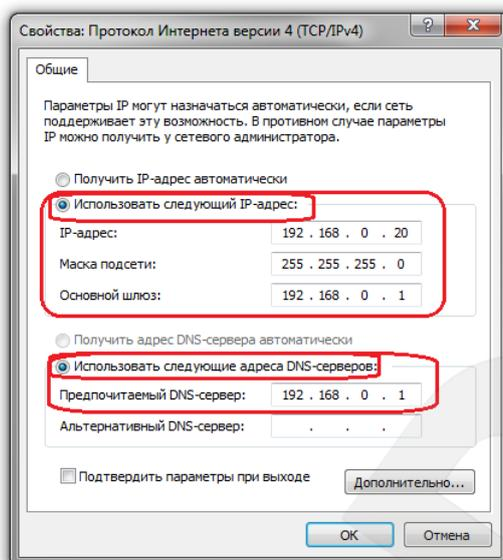 Свойства: Протокол Интернета версии 4 (TCP/IPv4)
Общие
Параметры IP могут назначаться автоматически, если сеть
поддерживает эту возможность. В противном случае параметры
IP можно получить у сетевого администратора.
Получить IP-адрес автоматически
Использовать следующий IP-адрес:
IP-адрес: 192 . 168 . 0 . 20
Маска подсети: 255 . 255 . 255 . 0
Основной шлюз: 192 . 168 . 0 . 1
Получить адрес DNS-сервера автоматически
Использовать следующие адреса DNS-серверов:
Предпочитаемый DNS-сервер: 192 . 168 . 0 . 1
Альтернативный DNS-сервер: . . .
Подтвердить параметры при выходе
Дополнительно...
OK Отмена